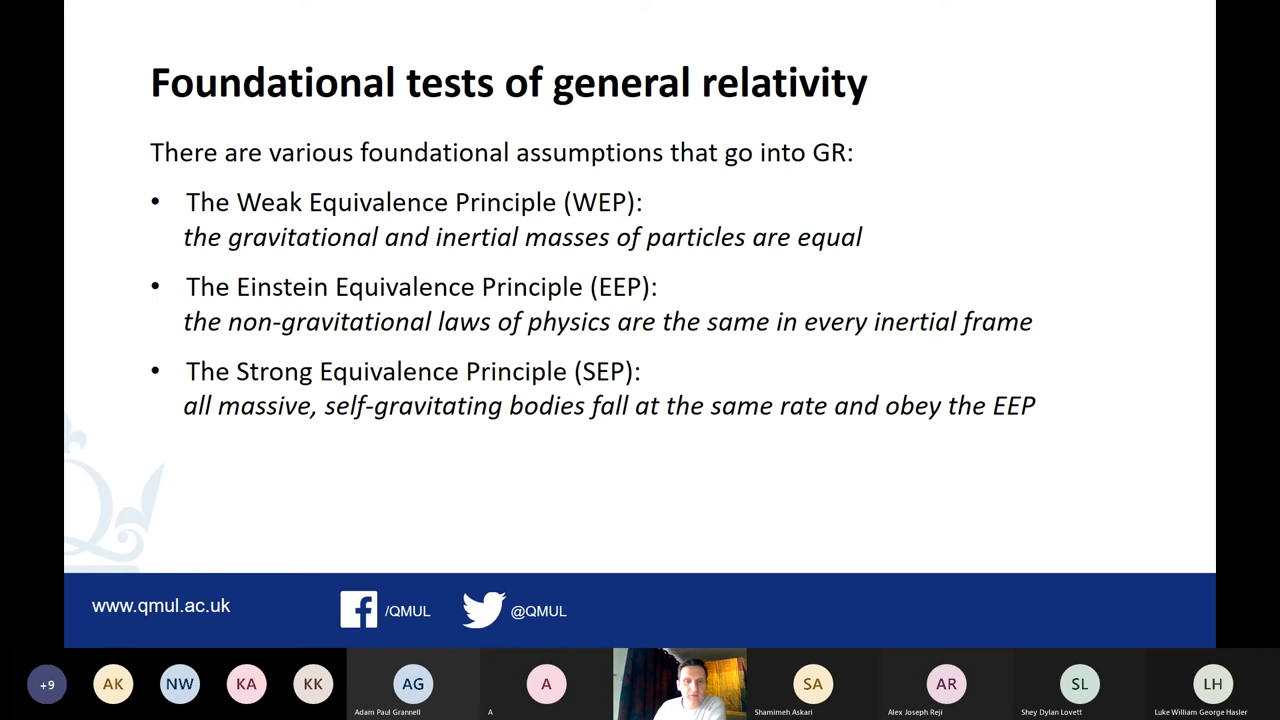 Foundational tests of general relativity
There are various foundational assumptions that go into GR:
• The Weak Equivalence Principle (WEP):
the gravitational and inertial masses of particles are equal
• The Einstein Equivalence Principle (EEP):
the non-gravitational laws of physics are the same in every inertial frame
• The Strong Equivalence Principle (SEP):
all massive, self-gravitating bodies fall at the same rate and obey the EEP
www.qmul.ac.uk
/QMUL
@QMUL
+9
AK
NW
KA
KK
AG
Adam Paul Grannell
A
A
SA
Shamimeh Askari
AR
Alex Joseph Reji
SL
Shey Dylan Lovett
LH
Luke William George Hasler